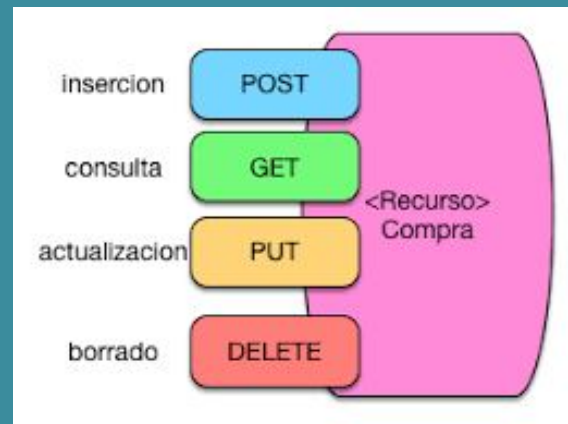 insercion POST
consulta GET
<Recurso>
Compra
actualizacion PUT
borrado DELETE